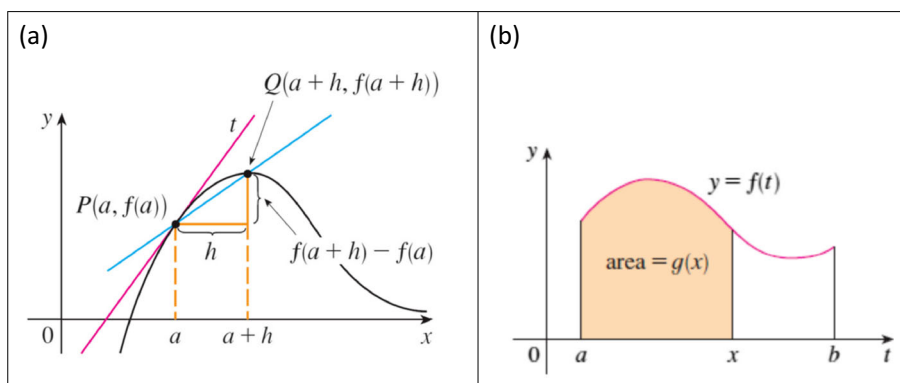 (a)
Q(a + h, f(a + h))
y
t
P(a, f(a))
h
f(a + h) − f(a)
0
a
a + h
x
(b)
y
y = f(t)
area = g(x)
0
a
x
b
t